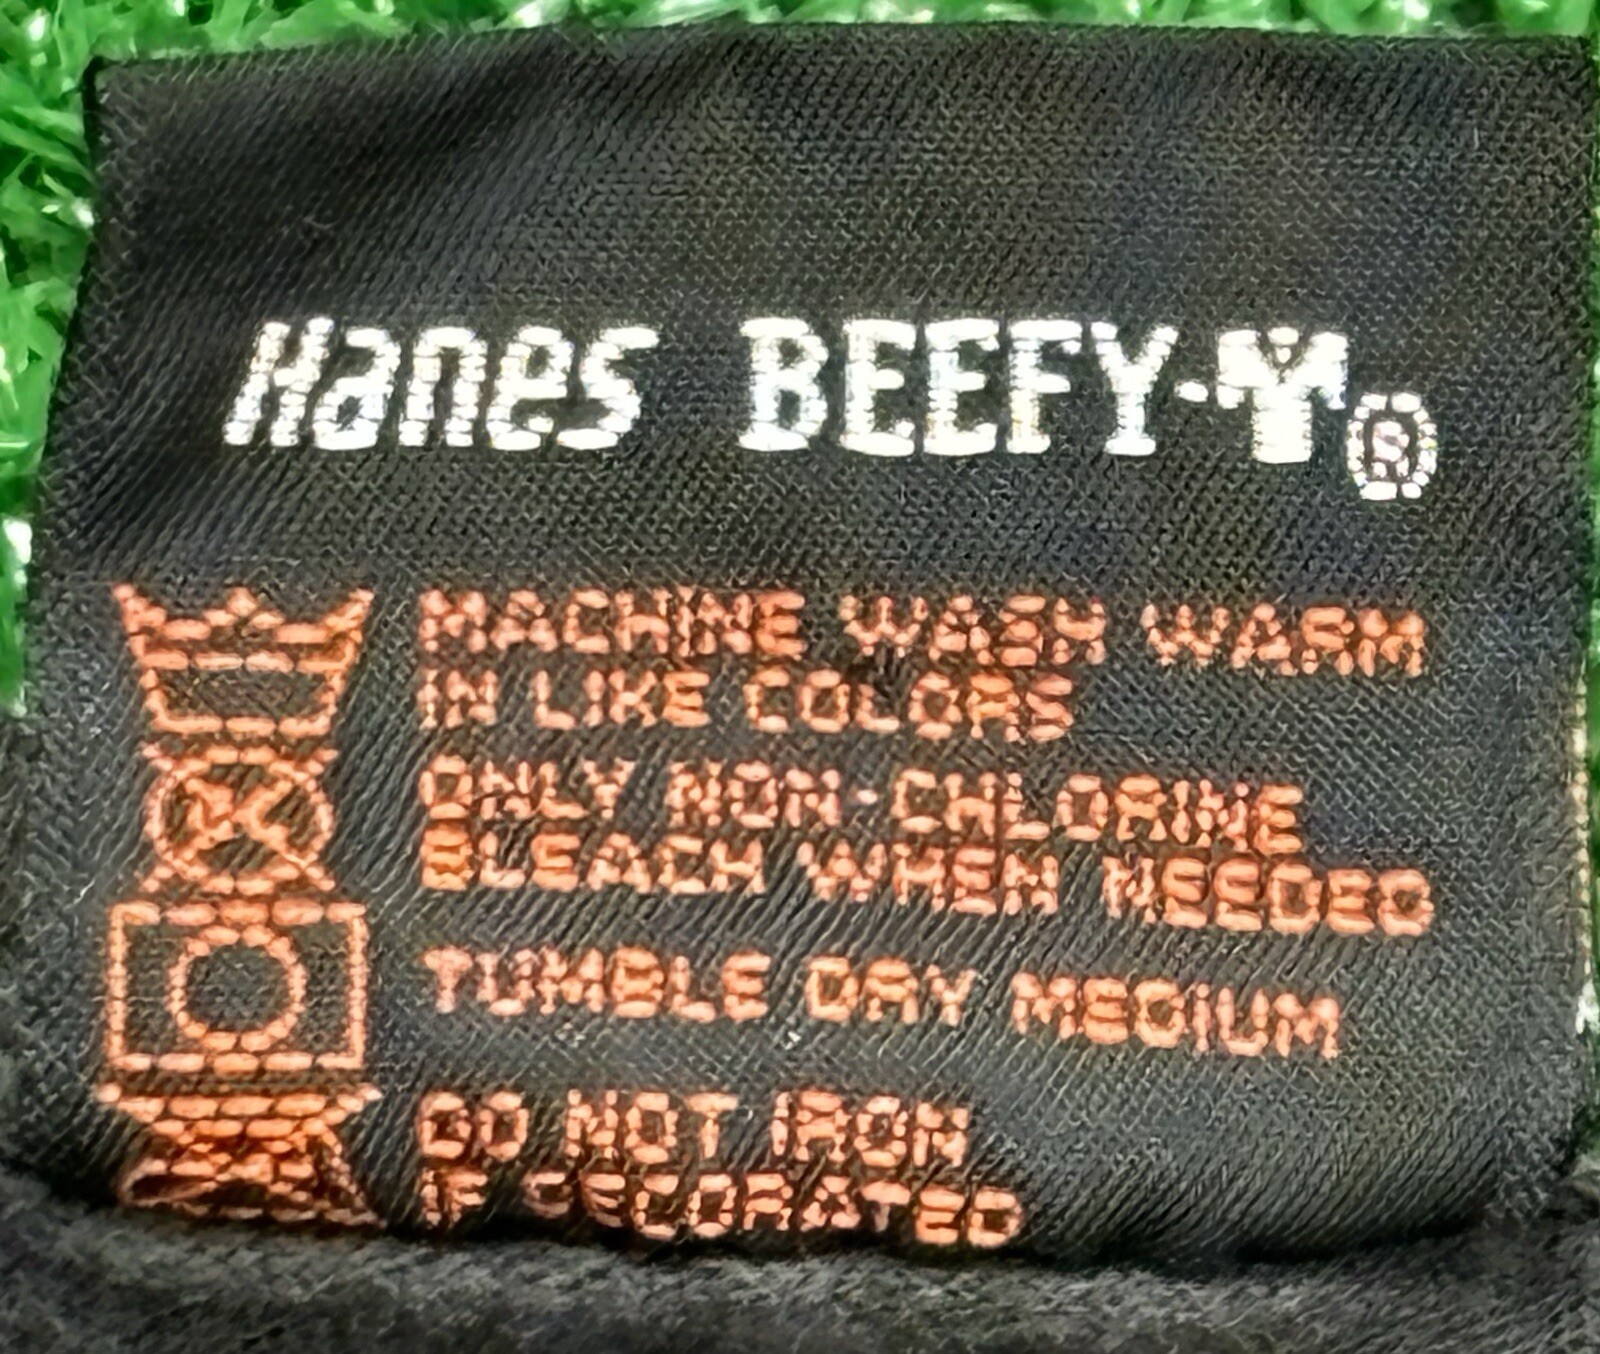 Hanes BEEFY-T®
MACHINE WASH WARM
IN LIKE COLORS
ONLY NON-CHLORINE
BLEACH WHEN NEEDED
TUMBLE DRY MEDIUM
DO NOT IRON
IF DECORATED